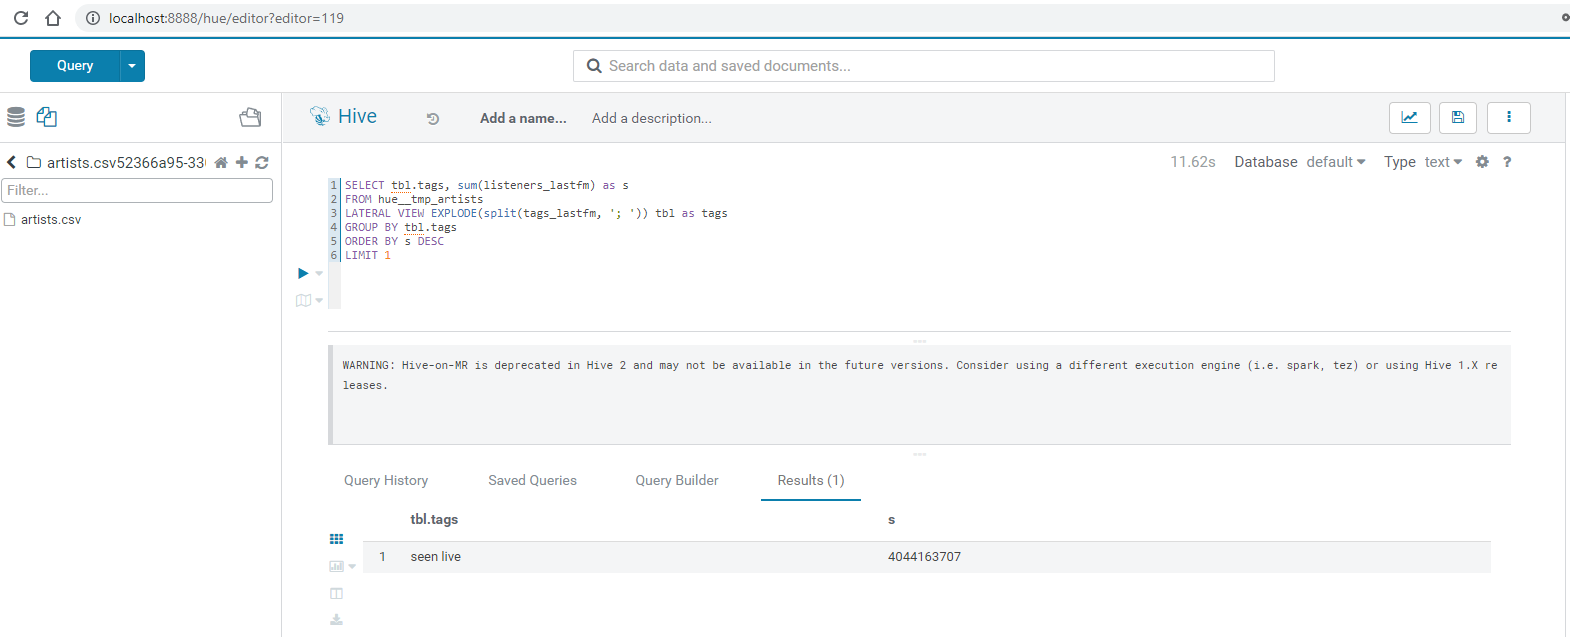 localhost:8888/hue/editor?editor=119
Query
Search data and saved documents...
Hive
Add a name...
Add a description...
artists.csv52366a95-33
Filter...
artists.csv
11.62s
Database default
Type text
?
1 SELECT tbl.tags, sum(listeners_lastfm) as s
2 FROM hue__tmp_artists
3 LATERAL VIEW EXPLODE(split(tags_lastfm, '; ')) tbl as tags
4 GROUP BY tbl.tags
5 ORDER BY s DESC
6 LIMIT 1
WARNING: Hive-on-MR is deprecated in Hive 2 and may not be available in the future versions. Consider using a different execution engine (i.e. spark, tez) or using Hive 1.X re
leases.
Query History
Saved Queries
Query Builder
Results (1)
tbl.tags s
1 seen live 4044163707